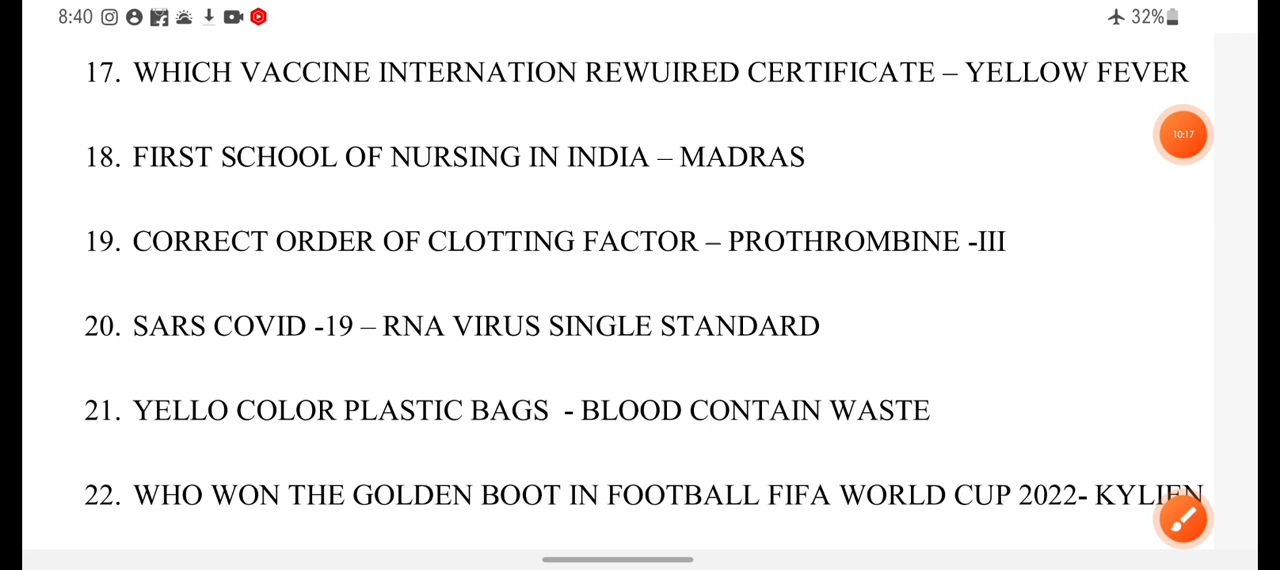 8:40 32%
17. WHICH VACCINE INTERNATION REWUIRED CERTIFICATE – YELLOW FEVER
10:17
18. FIRST SCHOOL OF NURSING IN INDIA – MADRAS
19. CORRECT ORDER OF CLOTTING FACTOR – PROTHROMBINE -III
20. SARS COVID -19 – RNA VIRUS SINGLE STANDARD
21. YELLO COLOR PLASTIC BAGS - BLOOD CONTAIN WASTE
22. WHO WON THE GOLDEN BOOT IN FOOTBALL FIFA WORLD CUP 2022- KYLIEN